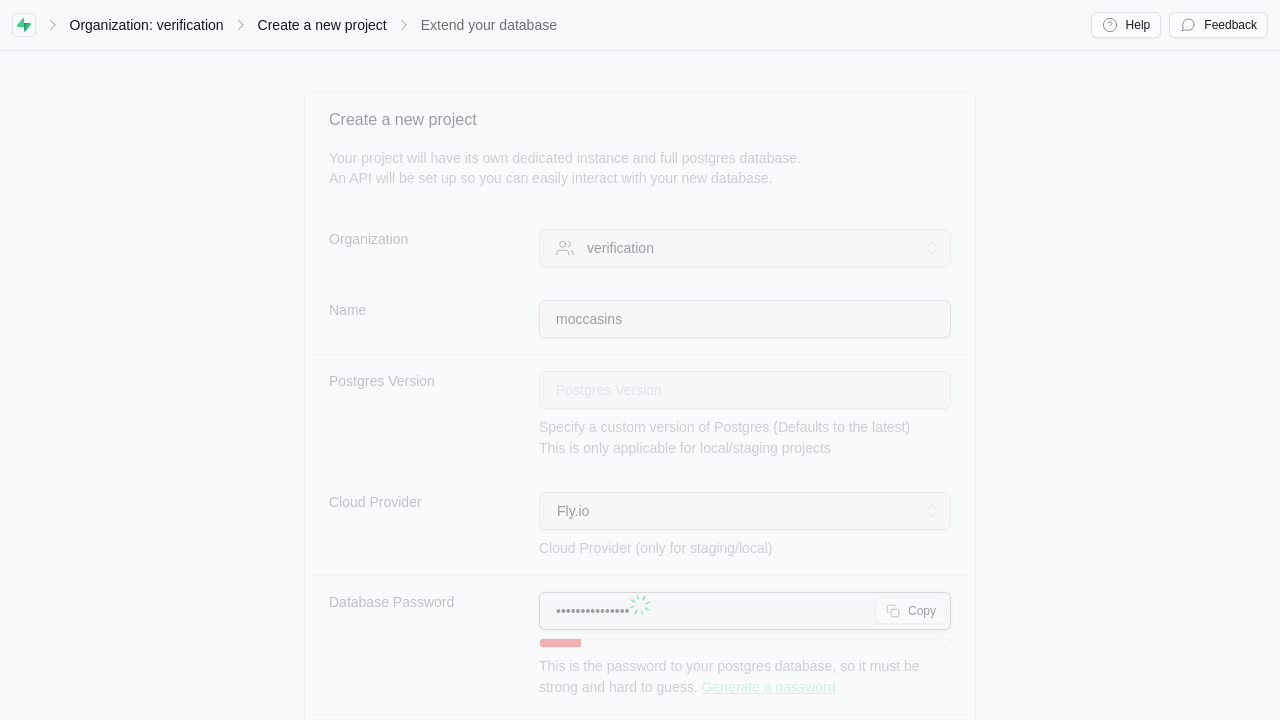 Organization: verification
Create a new project
Extend your database
Help
Feedback
Create a new project
Your project will have its own dedicated instance and full postgres database.
An API will be set up so you can easily interact with your new database.
Organization
verification
Name
moccasins
Postgres Version
Postgres Version
Specify a custom version of Postgres (Defaults to the latest)
This is only applicable for local/staging projects
Cloud Provider
Fly.io
Cloud Provider (only for staging/local)
Database Password
•••••••••••••••
Copy
This is the password to your postgres database, so it must be
strong and hard to guess. Generate a password